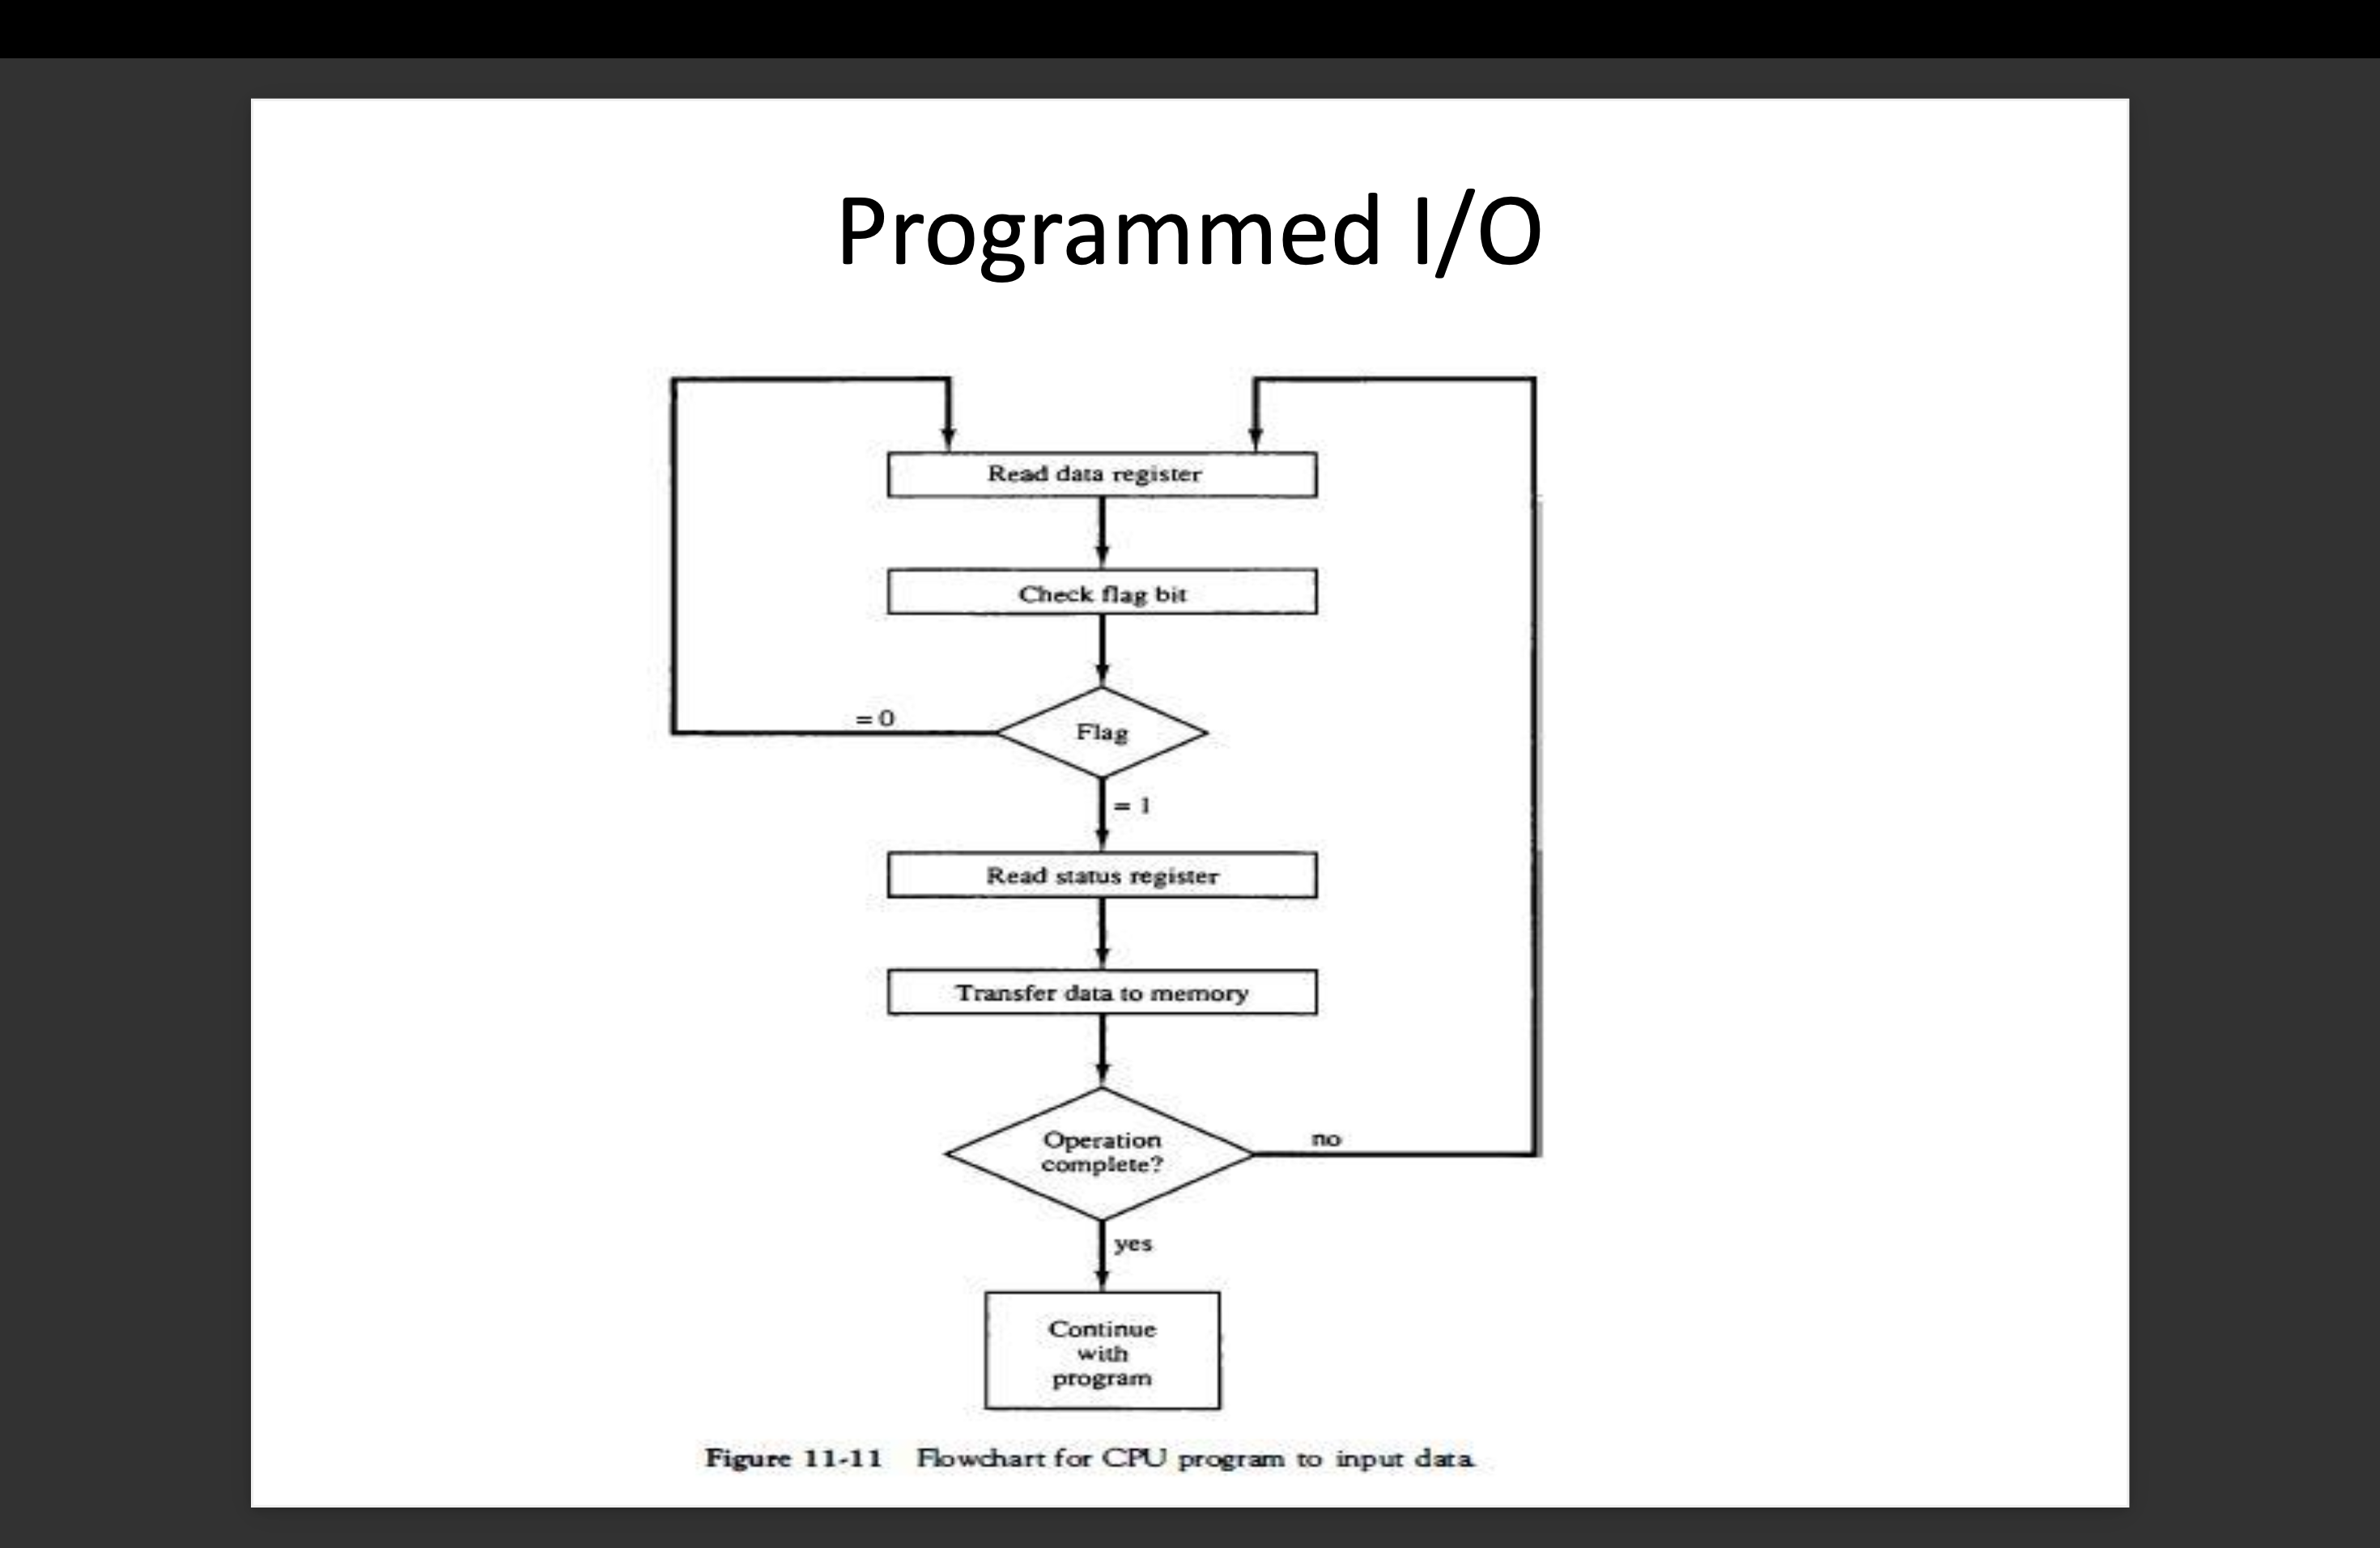 Programmed I/O
Read data register
Check flag bit
Flag
= 0
= 1
Read status register
Transfer data to memory
Operation
complete?
no
yes
Continue
with
program
Figure 11-11 Flowchart for CPU program to input data.